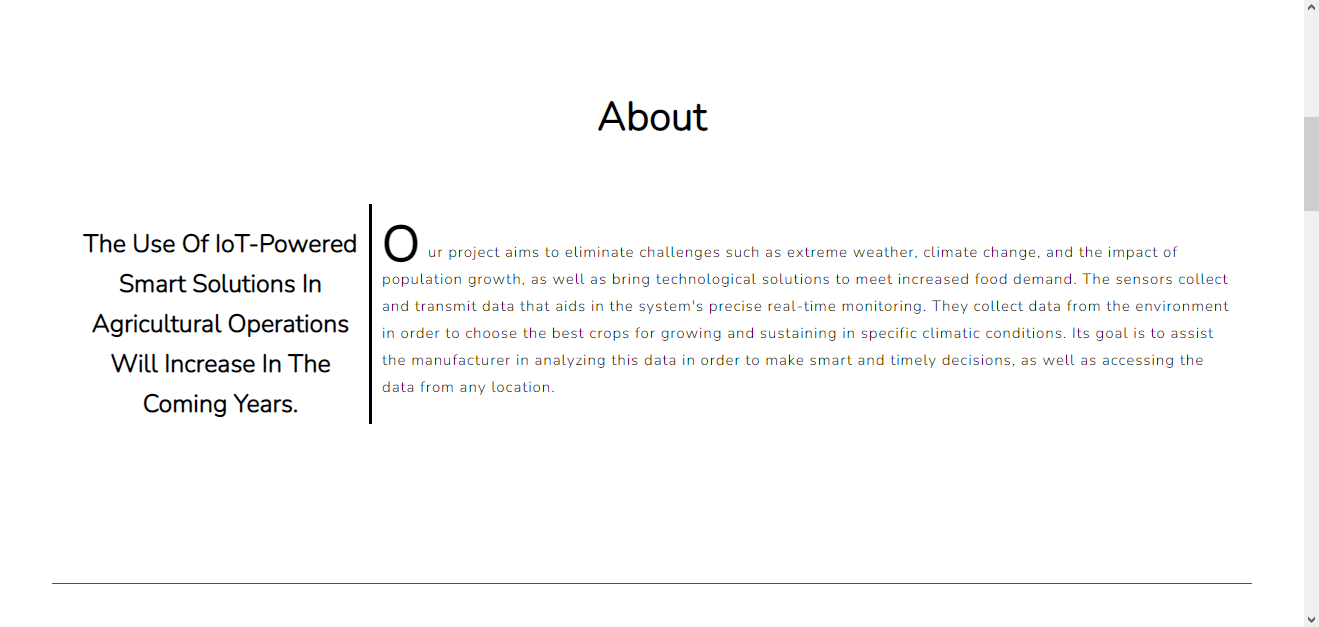 About
The Use Of IoT-Powered
Smart Solutions In
Agricultural Operations
Will Increase In The
Coming Years.
Our project aims to eliminate challenges such as extreme weather, climate change, and the impact of
population growth, as well as bring technological solutions to meet increased food demand. The sensors collect
and transmit data that aids in the system's precise real-time monitoring. They collect data from the environment
in order to choose the best crops for growing and sustaining in specific climatic conditions. Its goal is to assist
the manufacturer in analyzing this data in order to make smart and timely decisions, as well as accessing the
data from any location.